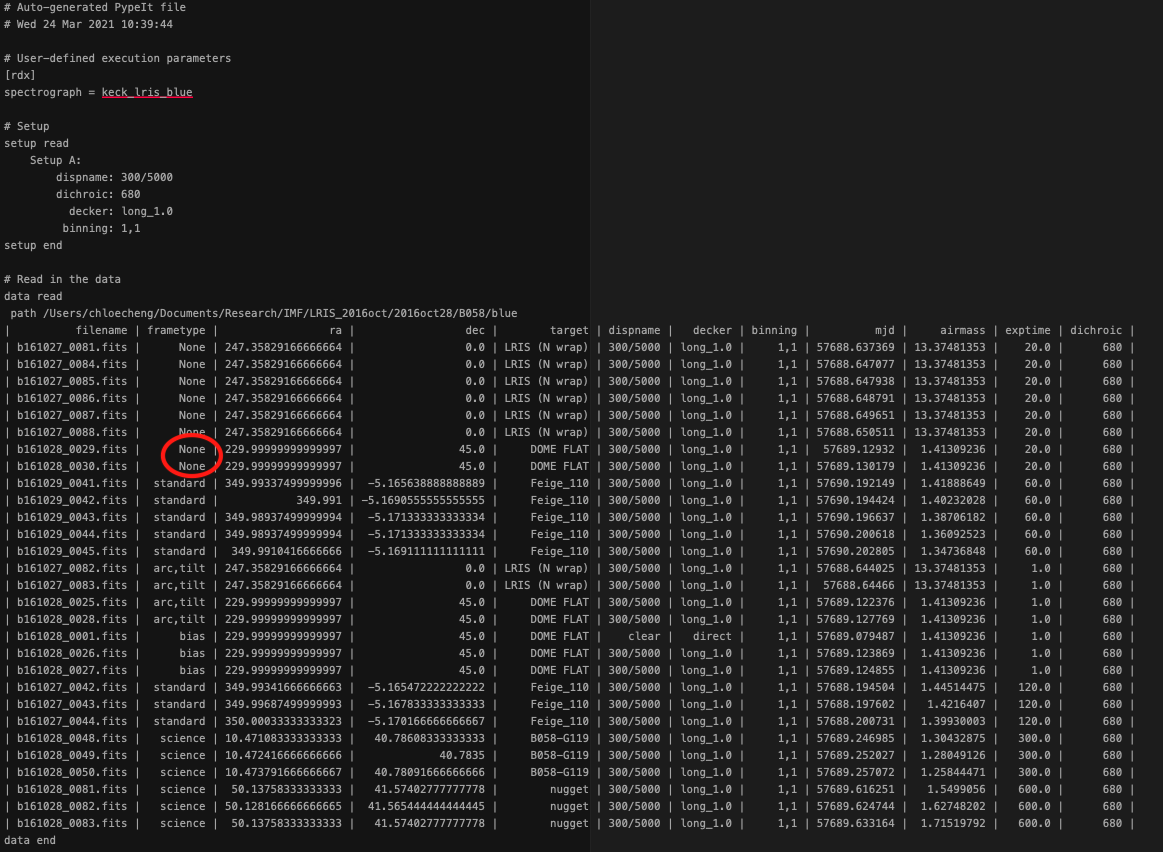 # Auto-generated PypeIt file
# Wed 24 Mar 2021 10:39:44
# User-defined execution parameters
[rdx]
spectrograph = keck_lris_blue
# Setup
setup read
Setup A:
dispname: 300/5000
dichroic: 680
decker: long_1.0
binning: 1,1
setup end
# Read in the data
data read
path /Users/chloecheng/Documents/Research/IMF/LRIS_2016oct/2016oct28/B058/blue
| filename | frametype | ra | dec | target | dispname | decker | binning | mjd | airmass | exptime | dichroic |
| b161027_0081.fits | None | 247.35829166666664 | 0.0 | LRIS (N wrap) | 300/5000 | long_1.0 | 1,1 | 57688.637369 | 13.37481353 | 20.0 | 680 |
| b161027_0084.fits | None | 247.35829166666664 | 0.0 | LRIS (N wrap) | 300/5000 | long_1.0 | 1,1 | 57688.647077 | 13.37481353 | 20.0 | 680 |
| b161027_0085.fits | None | 247.35829166666664 | 0.0 | LRIS (N wrap) | 300/5000 | long_1.0 | 1,1 | 57688.647938 | 13.37481353 | 20.0 | 680 |
| b161027_0086.fits | None | 247.35829166666664 | 0.0 | LRIS (N wrap) | 300/5000 | long_1.0 | 1,1 | 57688.648791 | 13.37481353 | 20.0 | 680 |
| b161027_0087.fits | None | 247.35829166666664 | 0.0 | LRIS (N wrap) | 300/5000 | long_1.0 | 1,1 | 57688.649651 | 13.37481353 | 20.0 | 680 |
| b161027_0088.fits | None | 247.35829166666664 | 0.0 | LRIS (N wrap) | 300/5000 | long_1.0 | 1,1 | 57688.650511 | 13.37481353 | 20.0 | 680 |
| b161028_0029.fits | None | 229.99999999999997 | 45.0 | DOME FLAT | 300/5000 | long_1.0 | 1,1 | 57689.12932 | 1.41309236 | 20.0 | 680 |
| b161028_0030.fits | None | 229.99999999999997 | 45.0 | DOME FLAT | 300/5000 | long_1.0 | 1,1 | 57689.130179 | 1.41309236 | 20.0 | 680 |
| b161029_0041.fits | standard | 349.99337499999996 | -5.165638888888889 | Feige_110 | 300/5000 | long_1.0 | 1,1 | 57690.192149 | 1.41888649 | 60.0 | 680 |
| b161029_0042.fits | standard | 349.991 | -5.1690555555555555 | Feige_110 | 300/5000 | long_1.0 | 1,1 | 57690.194424 | 1.40232028 | 60.0 | 680 |
| b161029_0043.fits | standard | 349.98937499999994 | -5.171333333333334 | Feige_110 | 300/5000 | long_1.0 | 1,1 | 57690.196637 | 1.38706182 | 60.0 | 680 |
| b161029_0044.fits | standard | 349.98937499999994 | -5.171333333333334 | Feige_110 | 300/5000 | long_1.0 | 1,1 | 57690.200618 | 1.36092523 | 60.0 | 680 |
| b161029_0045.fits | standard | 349.9910416666666 | -5.169111111111111 | Feige_110 | 300/5000 | long_1.0 | 1,1 | 57690.202805 | 1.34736848 | 60.0 | 680 |
| b161027_0082.fits | arc,tilt | 247.35829166666664 | 0.0 | LRIS (N wrap) | 300/5000 | long_1.0 | 1,1 | 57688.644025 | 13.37481353 | 1.0 | 680 |
| b161027_0083.fits | arc,tilt | 247.35829166666664 | 0.0 | LRIS (N wrap) | 300/5000 | long_1.0 | 1,1 | 57688.64466 | 13.37481353 | 1.0 | 680 |
| b161028_0025.fits | arc,tilt | 229.99999999999997 | 45.0 | DOME FLAT | 300/5000 | long_1.0 | 1,1 | 57689.122376 | 1.41309236 | 1.0 | 680 |
| b161028_0028.fits | arc,tilt | 229.99999999999997 | 45.0 | DOME FLAT | 300/5000 | long_1.0 | 1,1 | 57689.127769 | 1.41309236 | 1.0 | 680 |
| b161028_0001.fits | bias | 229.99999999999997 | 45.0 | DOME FLAT | clear | direct | 1,1 | 57689.079487 | 1.41309236 | 1.0 | 680 |
| b161028_0026.fits | bias | 229.99999999999997 | 45.0 | DOME FLAT | 300/5000 | long_1.0 | 1,1 | 57689.123869 | 1.41309236 | 1.0 | 680 |
| b161028_0027.fits | bias | 229.99999999999997 | 45.0 | DOME FLAT | 300/5000 | long_1.0 | 1,1 | 57689.124855 | 1.41309236 | 1.0 | 680 |
| b161027_0042.fits | standard | 349.99341666666663 | -5.165472222222222 | Feige_110 | 300/5000 | long_1.0 | 1,1 | 57688.194504 | 1.44514475 | 120.0 | 680 |
| b161027_0043.fits | standard | 349.99687499999993 | -5.167833333333333 | Feige_110 | 300/5000 | long_1.0 | 1,1 | 57688.197602 | 1.4216407 | 120.0 | 680 |
| b161027_0044.fits | standard | 350.00033333333323 | -5.170166666666667 | Feige_110 | 300/5000 | long_1.0 | 1,1 | 57688.200731 | 1.39930003 | 120.0 | 680 |
| b161028_0048.fits | science | 10.471083333333333 | 40.78608333333333 | B058-G119 | 300/5000 | long_1.0 | 1,1 | 57689.246985 | 1.30432875 | 300.0 | 680 |
| b161028_0049.fits | science | 10.472416666666666 | 40.7835 | B058-G119 | 300/5000 | long_1.0 | 1,1 | 57689.252027 | 1.28049126 | 300.0 | 680 |
| b161028_0050.fits | science | 10.473791666666667 | 40.78091666666666 | B058-G119 | 300/5000 | long_1.0 | 1,1 | 57689.257072 | 1.25844471 | 300.0 | 680 |
| b161028_0081.fits | science | 50.13758333333333 | 41.57402777777778 | nugget | 300/5000 | long_1.0 | 1,1 | 57689.616251 | 1.5499056 | 600.0 | 680 |
| b161028_0082.fits | science | 50.128166666666665 | 41.565444444444445 | nugget | 300/5000 | long_1.0 | 1,1 | 57689.624744 | 1.62748202 | 600.0 | 680 |
| b161028_0083.fits | science | 50.13758333333333 | 41.57402777777778 | nugget | 300/5000 | long_1.0 | 1,1 | 57689.633164 | 1.71519792 | 600.0 | 680 |
data end